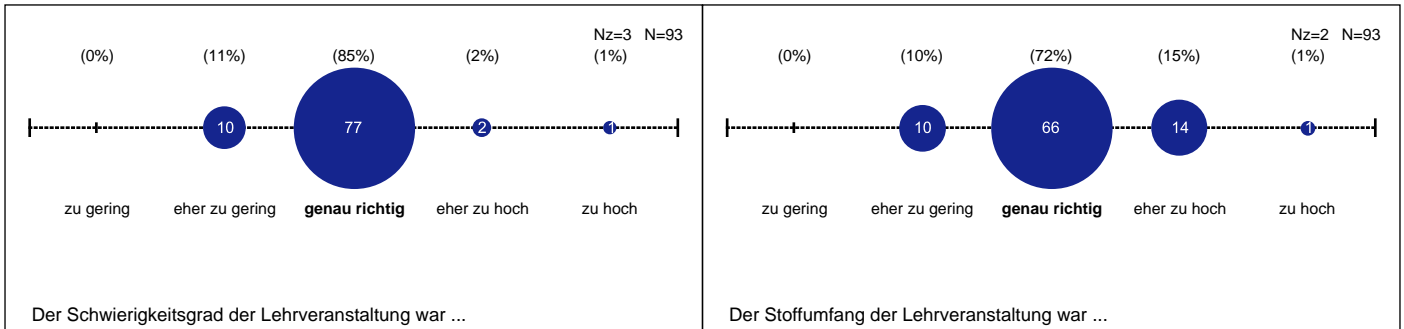 Nz=3 N=93
(0%) (11%) (85%) (2%) (1%)
10 77 2 1
zu gering eher zu gering genau richtig eher zu hoch zu hoch
Der Schwierigkeitsgrad der Lehrveranstaltung war ...
Nz=2 N=93
(0%) (10%) (72%) (15%) (1%)
10 66 14 1
zu gering eher zu gering genau richtig eher zu hoch zu hoch
Der Stoffumfang der Lehrveranstaltung war ...